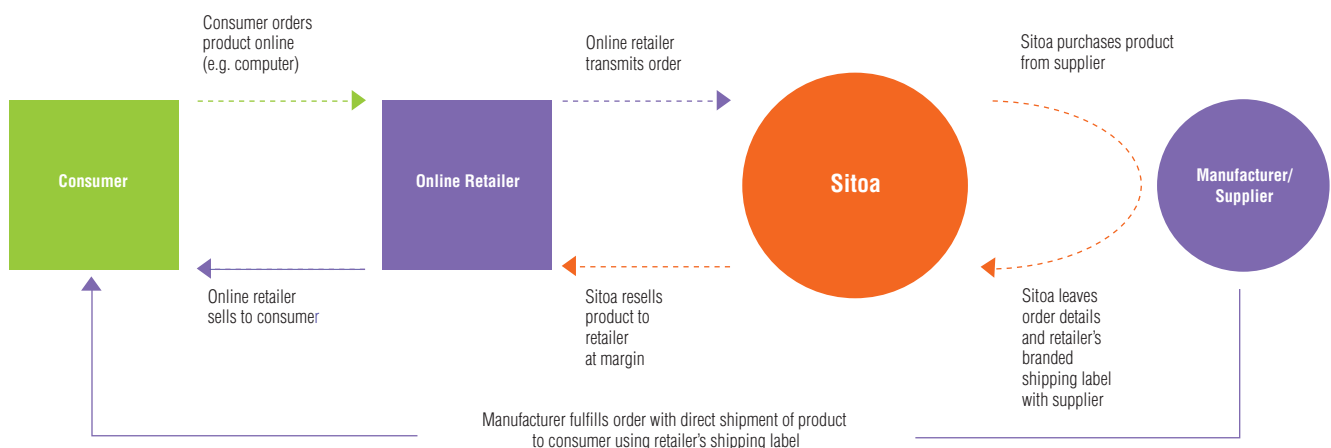 Consumer orders
product online
(e.g. computer)
Online retailer
transmits order
Sitoa purchases product
from supplier
Consumer
Online Retailer
Sitoa
Manufacturer/
Supplier
Online retailer
sells to consumer
Sitoa resells
product to
retailer
at margin
Sitoa leaves
order details
and retailer's
branded
shipping label
with supplier
Manufacturer fulfills order with direct shipment of product
to consumer using retailer's shipping label